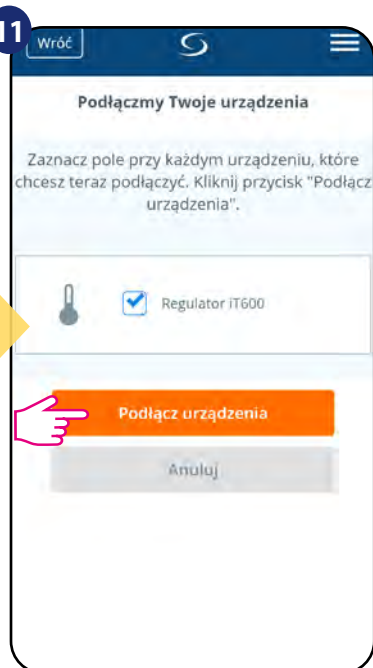 11
Wróć
Podłączmy Twoje urządzenia
Zaznacz pole przy każdym urządzeniu, które
chcesz teraz podłączyć. Kliknij przycisk "Podłącz
urządzenia".
Regulator iT600
Podłącz urządzenia
Anuluj